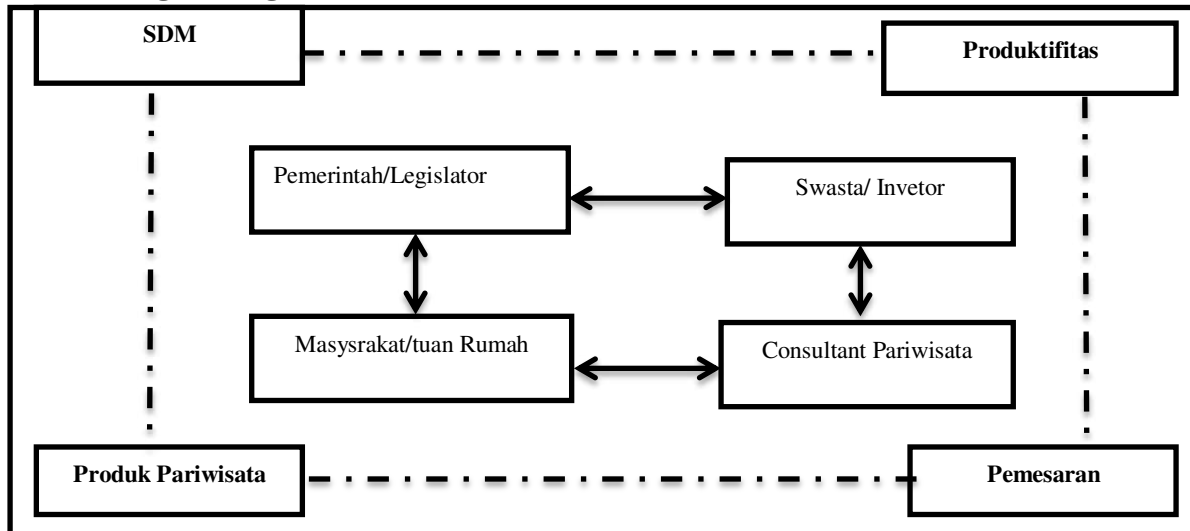 SDM
Produktifitas
Pemerintah/Legislator
Swasta/ Invetor
Masysrakat/tuan Rumah
Consultant Pariwisata
Produk Pariwisata
Pemesaran